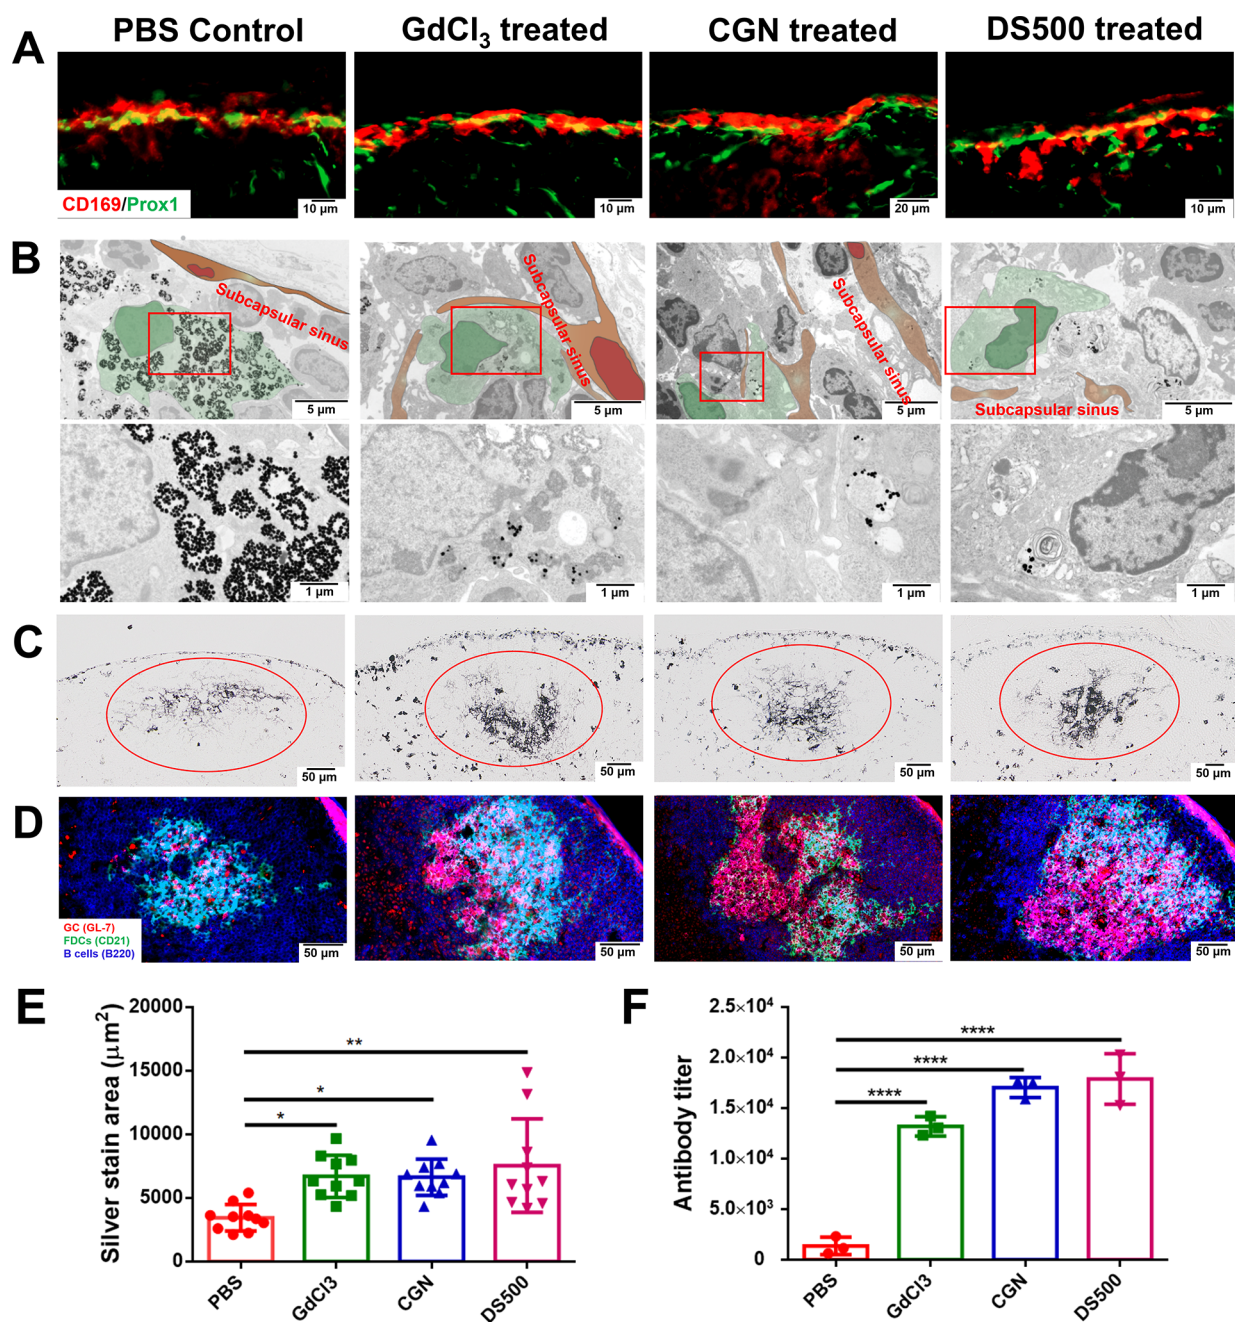 PBS Control
GdCl3 treated
CGN treated
DS500 treated
A
CD169/Prox1
10 µm
10 µm
20 µm
10 µm
B
Subcapsular sinus
5 µm
Subcapsular sinus
5 µm
Subcapsular sinus
5 µm
Subcapsular sinus
5 µm
1 µm
1 µm
1 µm
1 µm
C
50 µm
50 µm
50 µm
50 µm
D
GC (GL-7)
FDCs (CD21)
B cells (B220)
50 µm
50 µm
50 µm
50 µm
E
Silver stain area (µm2)
20000
15000
10000
5000
0
**
*
*
PBS
GdCl3
CGN
DS500
F
Antibody titer
2.5×10⁴
2.0×10⁴
1.5×10⁴
1.0×10⁴
5.0×10³
0
****
****
****
PBS
GdCl3
CGN
DS500